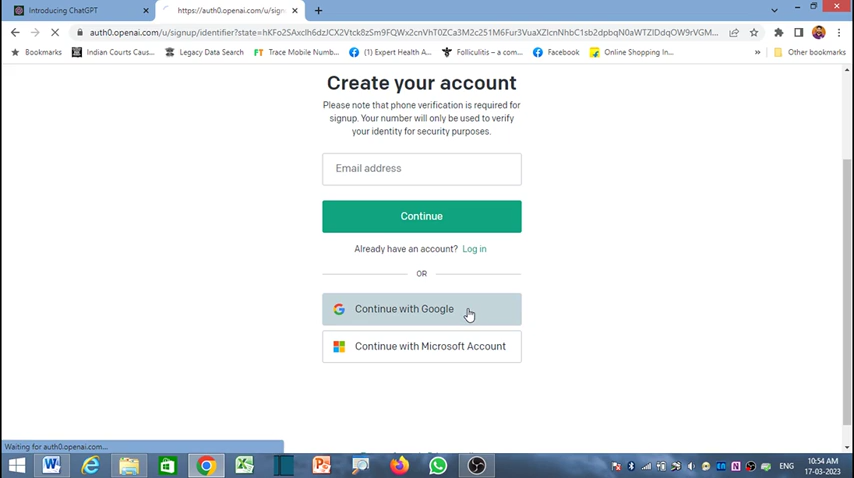 Introducing ChatGPT
https://auth0.openai.com/u/sign
auth0.openai.com/u/signup/identifier?state=hKFo2SAxclh6dzJCX2Vtck8zSm9FQWx2cnVhT0ZCa3M2c251M6Fur3VuaXZlcnNhbC1sb2dpbqN0aWTZIDdqOW9rVGM...
Bookmarks
Indian Courts Caus...
Legacy Data Search
FT Trace Mobile Numb...
(1) Expert Health A...
Folliculitis – a com...
Facebook
Online Shopping In...
Other bookmarks
Create your account
Please note that phone verification is required for
signup. Your number will only be used to verify
your identity for security purposes.
Email address
Continue
Already have an account? Log in
OR
Continue with Google
Continue with Microsoft Account
Waiting for auth0.openai.com...
ENG
10:54 AM
17-03-2023